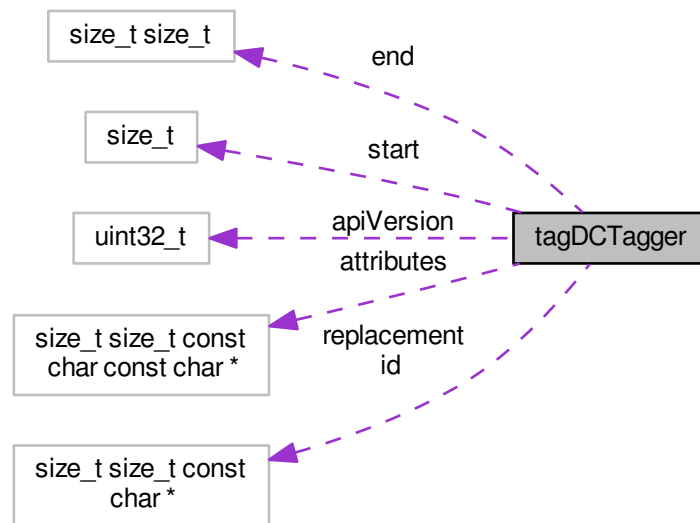 size_t size_t
end
size_t
start
uint32_t
apiVersion
tagDCTagger
attributes
size_t size_t const
char const char *
replacement
id
size_t size_t const
char *